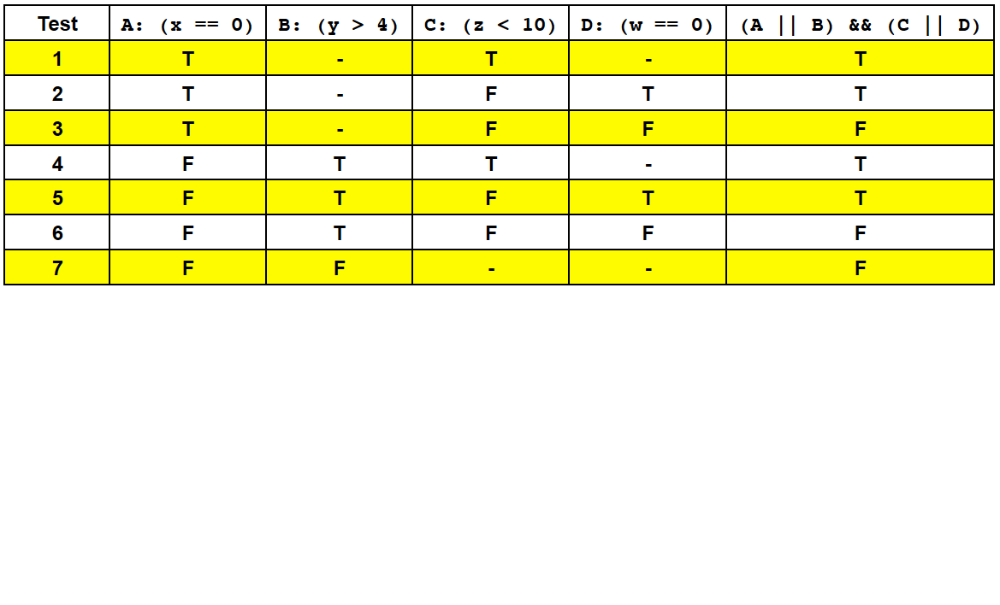 Test A: (x == 0) B: (y > 4) C: (z < 10) D: (w == 0) (A || B) && (C || D)
1 T - T - T
2 T - F T T
3 T - F F F
4 F T T - T
5 F T F T T
6 F T F F F
7 F F - - F